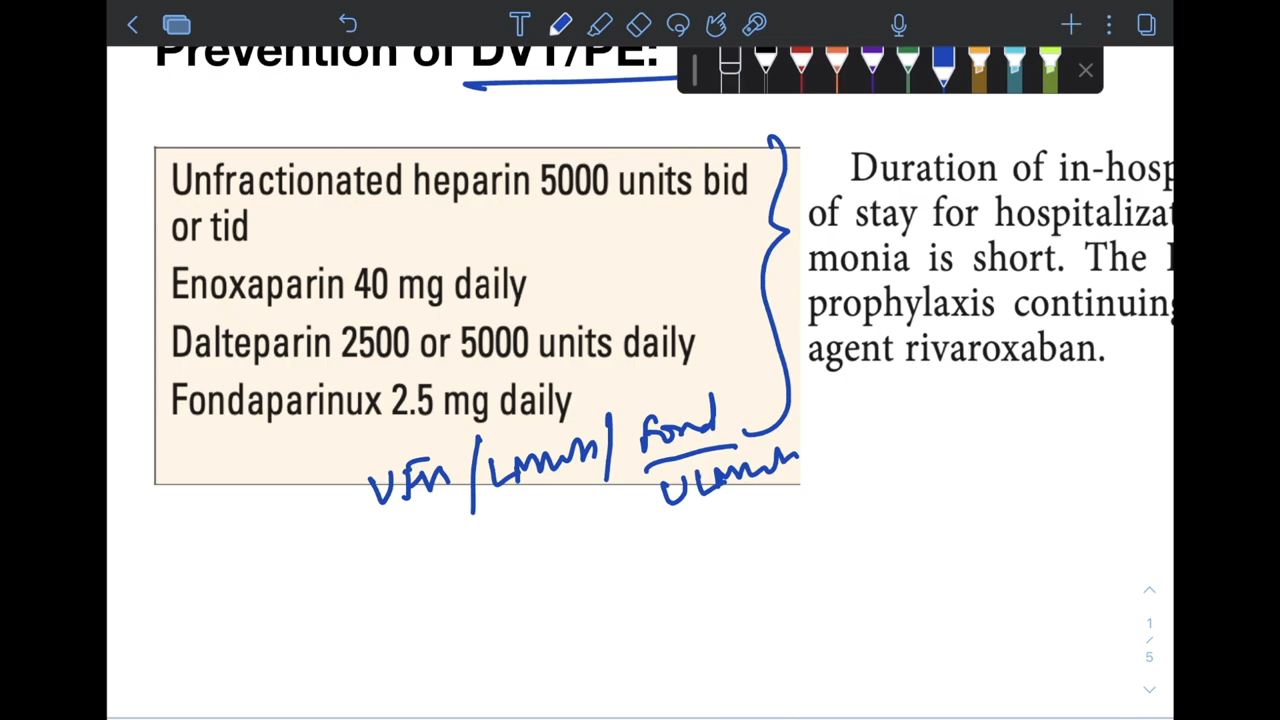 Prevention of DVT/PE:
Unfractionated heparin 5000 units bid
or tid
Enoxaparin 40 mg daily
Dalteparin 2500 or 5000 units daily
Fondaparinux 2.5 mg daily
UFH / LMWH / Fond
ULMWH
Duration of in-hosp
of stay for hospitalizat
monia is short. The
prophylaxis continuin
agent rivaroxaban.
1
/
5